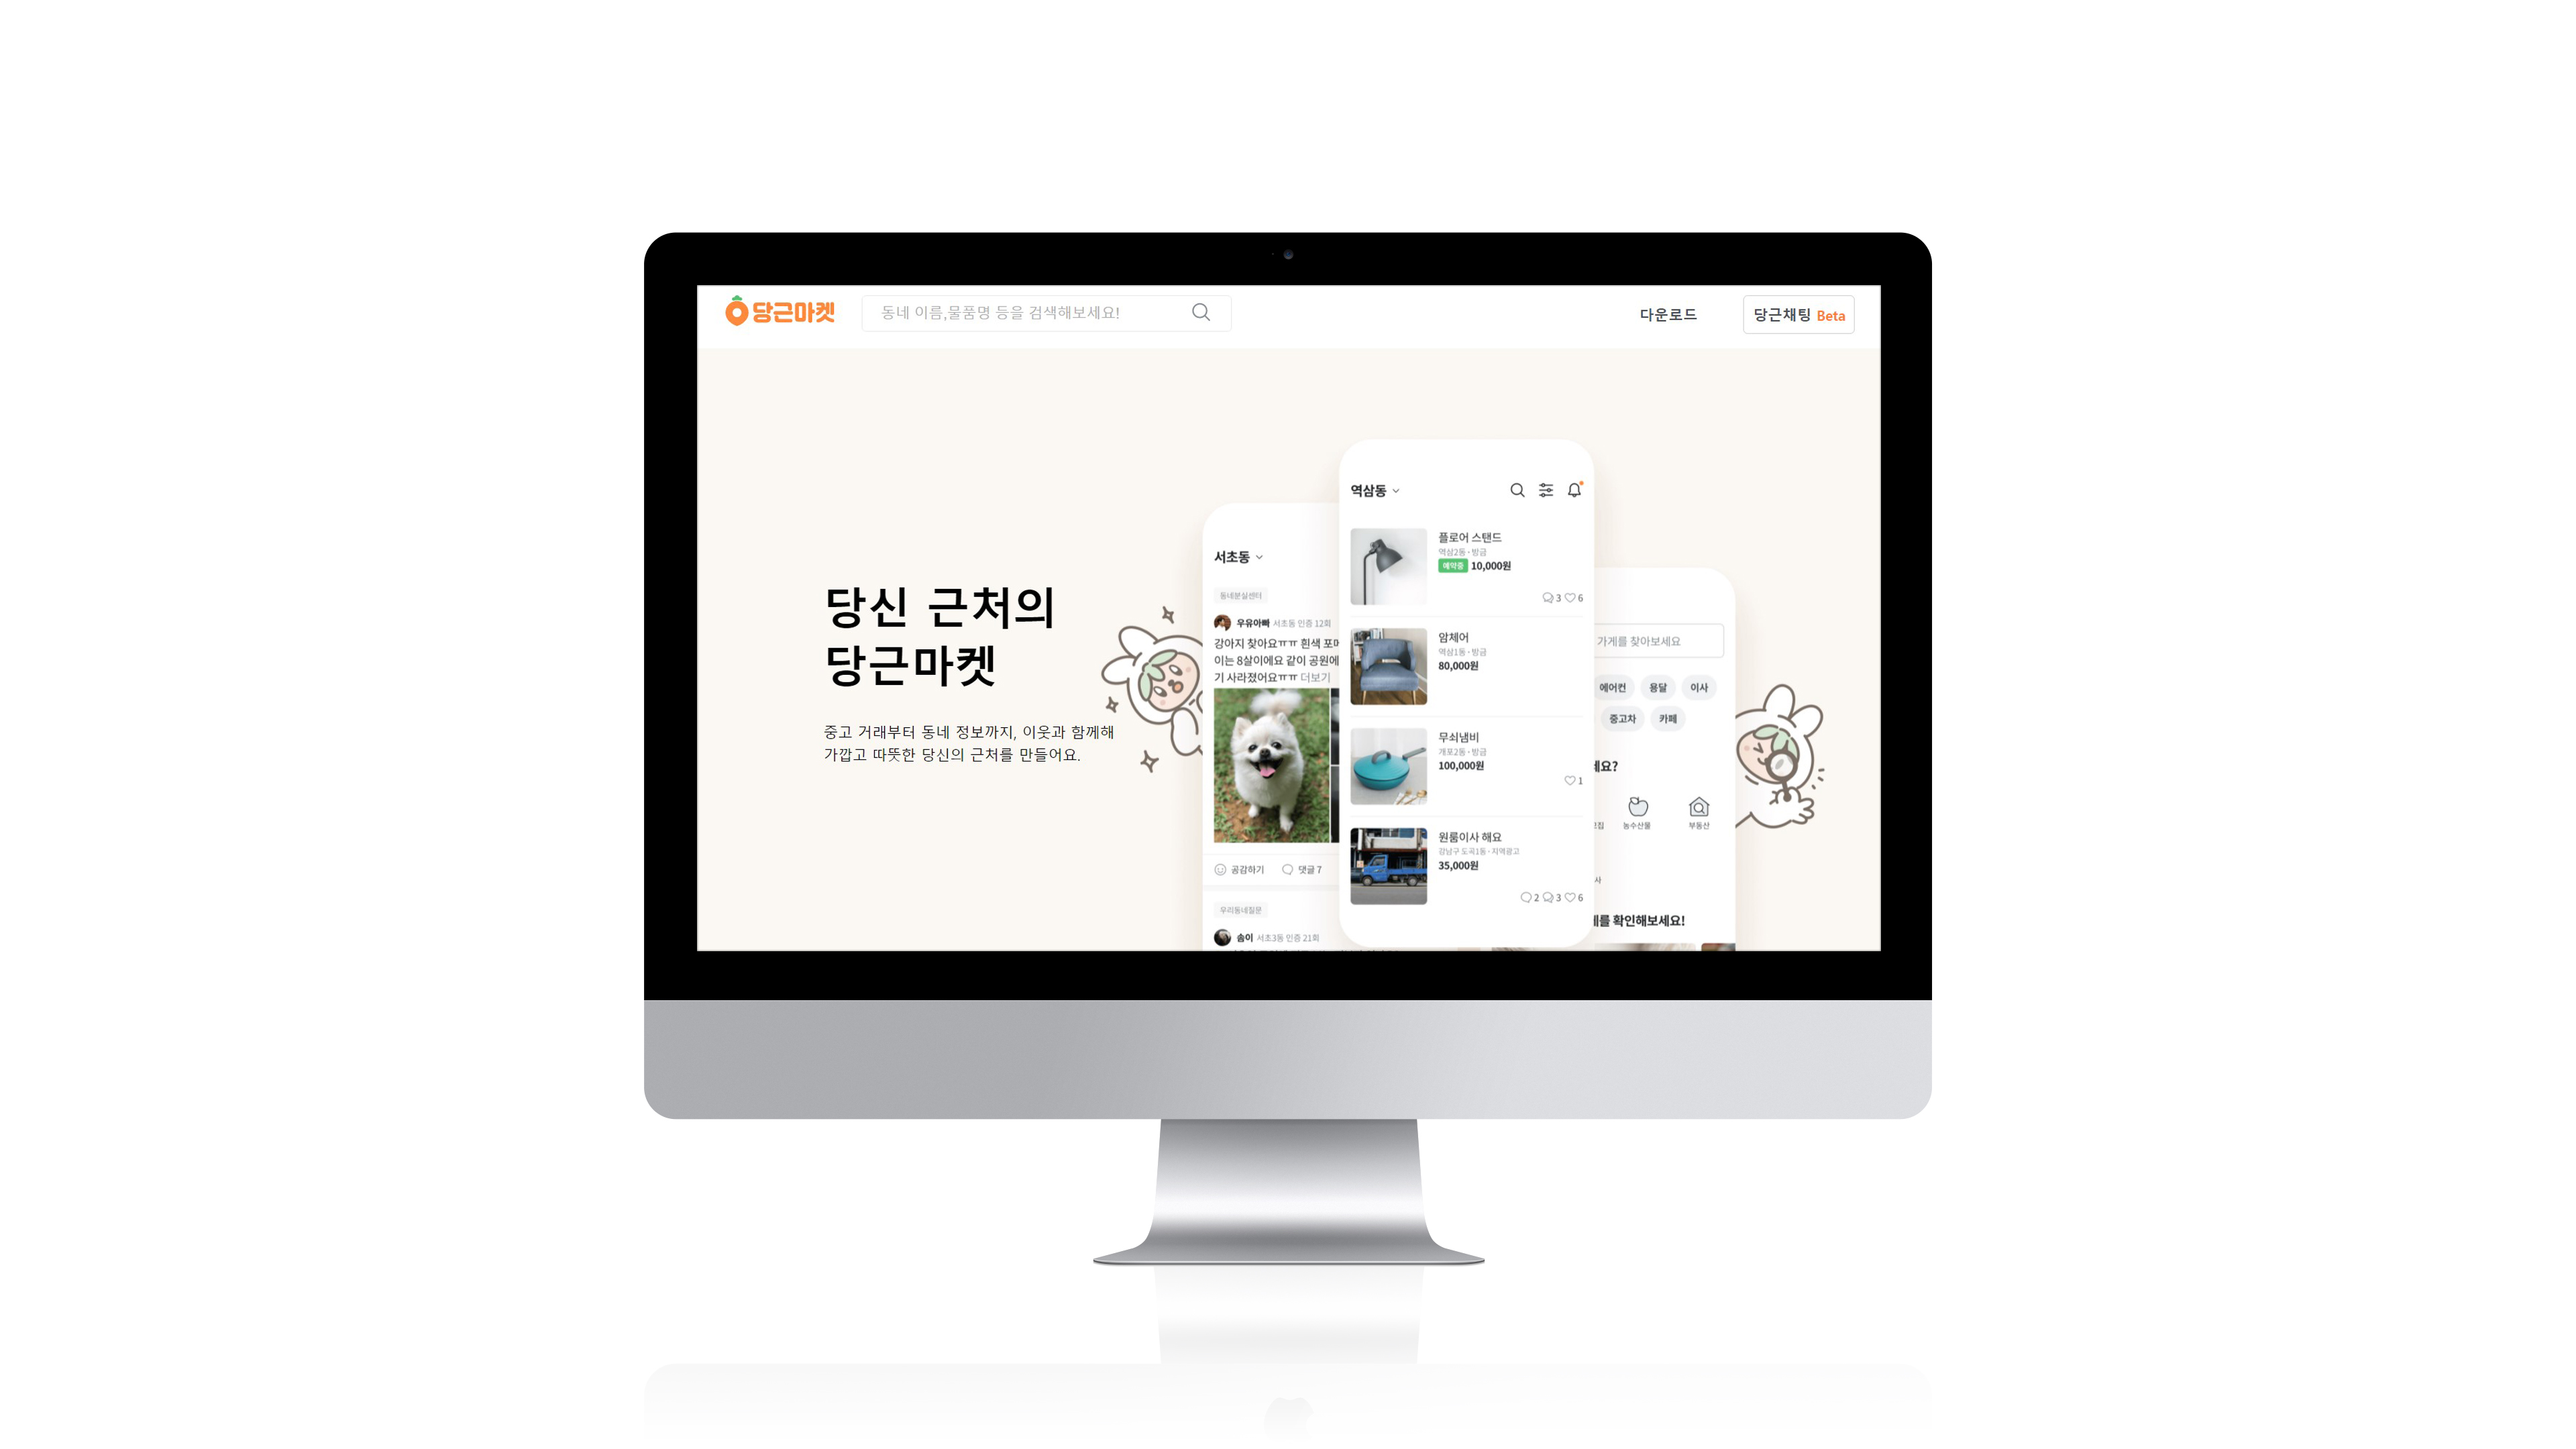 당근마켓
동네 이름,물품명 등을 검색해보세요!
다운로드
당근채팅 Beta
당신 근처의
당근마켓
중고 거래부터 동네 정보까지, 이웃과 함께해
가깝고 따뜻한 당신의 근처를 만들어요.
서초동
동네분실센터
우유아빠 서초동 인증 12회
강아지 찾아요ㅠㅠ 흰색 포메
이는 8살이에요 같이 공원에
기 사라졌어요ㅠㅠ 더보기
공감하기 댓글 7
우리동네질문
솜이 서초3동 인증 21회
역삼동
플로어 스탠드
역삼2동 · 방금
예약중 10,000원
3 6
암체어
역삼1동 · 방금
80,000원
무쇠냄비
개포2동 · 방금
100,000원
1
원룸이사 해요
강남구 도곡1동 · 지역광고
35,000원
2 3 6
가게를 찾아보세요
에어컨 용달 이사
중고차 카페
요?
농수산물 부동산
를 확인해보세요!